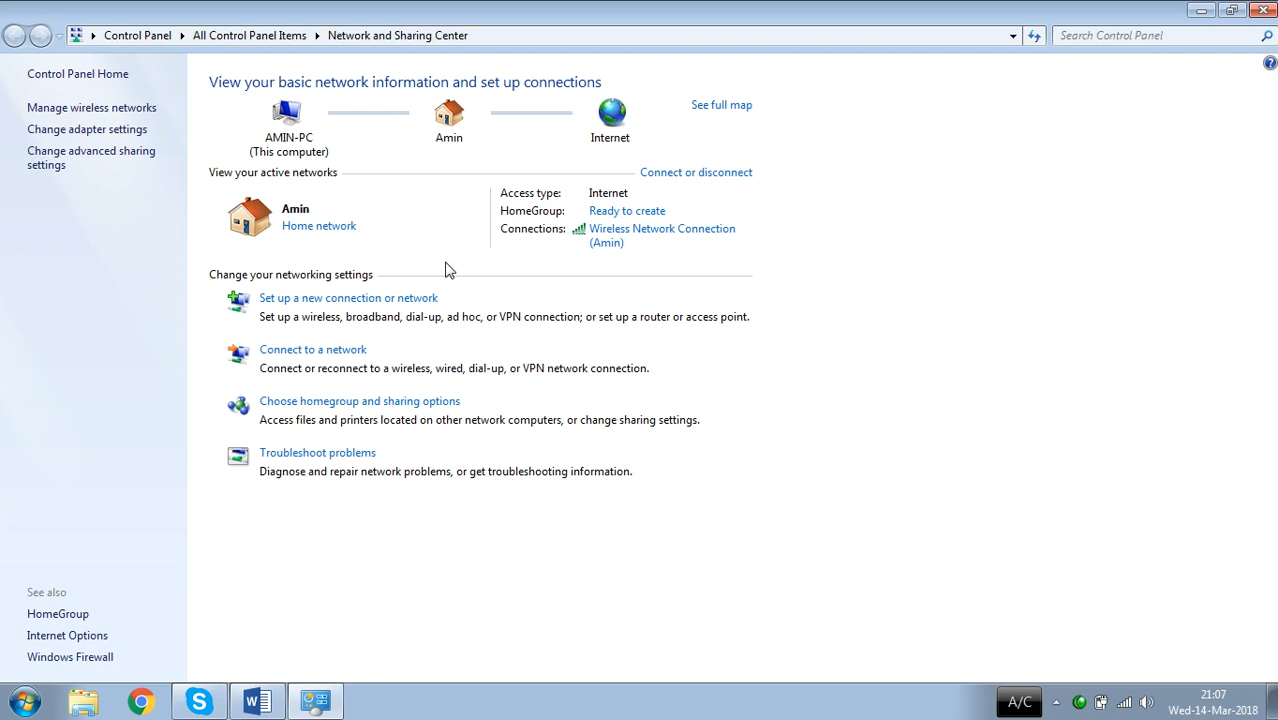 Control Panel
All Control Panel Items
Network and Sharing Center
Search Control Panel
Control Panel Home
Manage wireless networks
Change adapter settings
Change advanced sharing
settings
See also
HomeGroup
Internet Options
Windows Firewall
View your basic network information and set up connections
See full map
AMIN-PC
(This computer)
Amin
Internet
View your active networks
Connect or disconnect
Amin
Home network
Access type: Internet
HomeGroup: Ready to create
Connections: Wireless Network Connection
(Amin)
Change your networking settings
Set up a new connection or network
Set up a wireless, broadband, dial-up, ad hoc, or VPN connection; or set up a router or access point.
Connect to a network
Connect or reconnect to a wireless, wired, dial-up, or VPN network connection.
Choose homegroup and sharing options
Access files and printers located on other network computers, or change sharing settings.
Troubleshoot problems
Diagnose and repair network problems, or get troubleshooting information.
A/C
21:07
Wed-14-Mar-2018